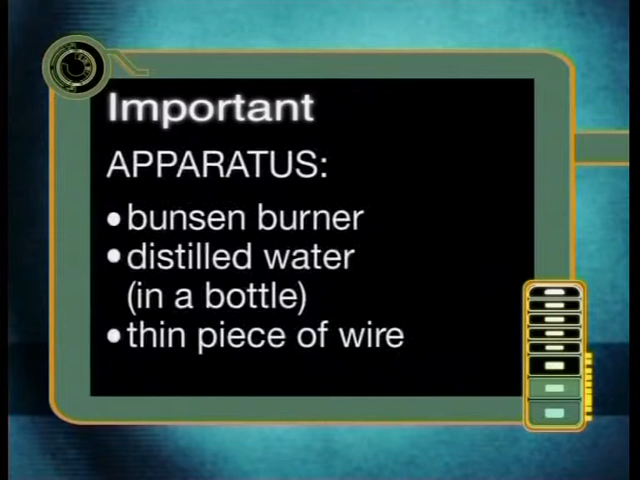 Important
APPARATUS:
•bunsen burner
•distilled water
(in a bottle)
•thin piece of wire